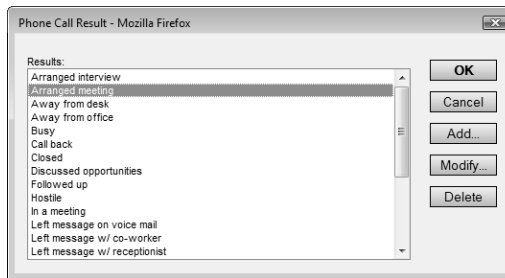 Phone Call Result - Mozilla Firefox
Results:
Arranged interview
Arranged meeting
Away from desk
Away from office
Busy
Call back
Closed
Discussed opportunities
Followed up
Hostile
In a meeting
Left message on voice mail
Left message w/ co-worker
Left message w/ receptionist
OK
Cancel
Add...
Modify...
Delete